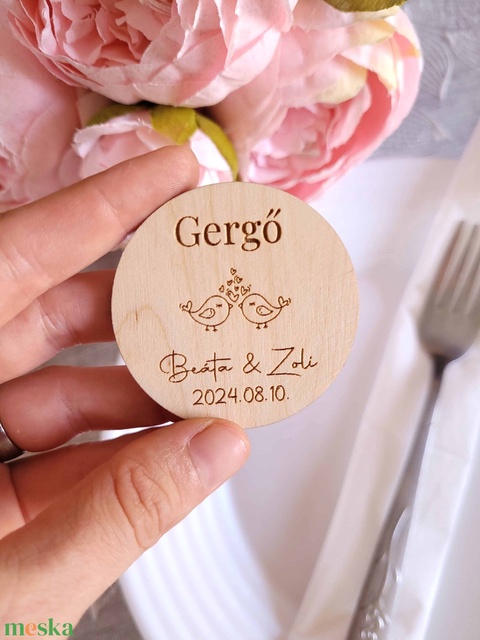 Gergő
Beáta & Zoli
2024.08.10.
meska